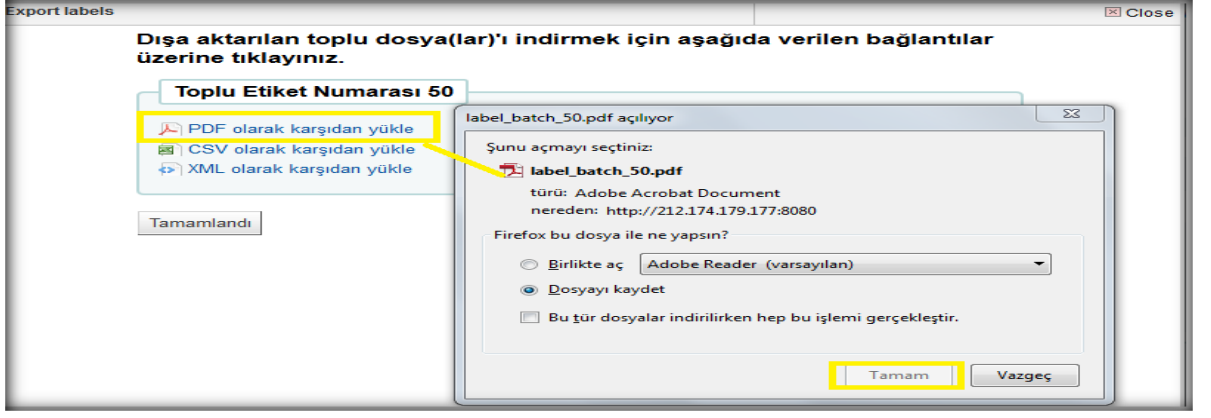 Export labels
Close
Dışa aktarılan toplu dosya(lar)'ı indirmek için aşağıda verilen bağlantılar
üzerine tıklayınız.
Toplu Etiket Numarası 50
PDF olarak karşıdan yükle
CSV olarak karşıdan yükle
XML olarak karşıdan yükle
Tamamlandı
label_batch_50.pdf açılıyor
Şunu açmayı seçtiniz:
label_batch_50.pdf
türü: Adobe Acrobat Document
nereden: http://212.174.179.177:8080
Firefox bu dosya ile ne yapsın?
Birlikte aç Adobe Reader (varsayılan)
Dosyayı kaydet
Bu tür dosyalar indirilirken hep bu işlemi gerçekleştir.
Tamam Vazgeç